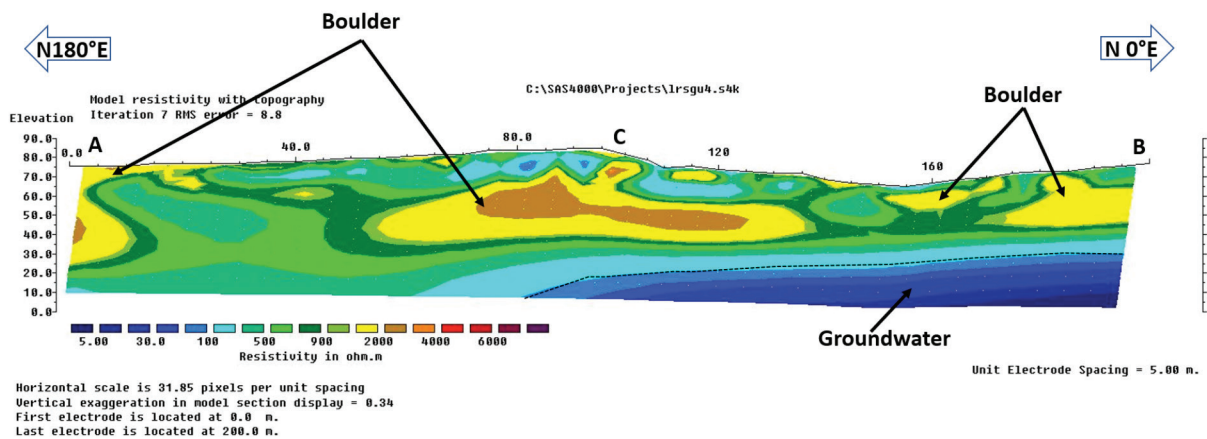 Boulder
N180°E
N 0°E
Model resistivity with topography
C:\SAS4000\Projects\lrsgu4.s4k
Iteration 7 RMS error = 8.8
Boulder
Elevation
90.0
80.0
70.0
60.0
50.0
40.0
30.0
20.0
10.0
0.0
A
0.0
40.0
80.0
C
120
160
B
Groundwater
5.00 30.0 100 500 900 2000 4000 6000
Resistivity in ohm.m
Unit Electrode Spacing = 5.00 m.
Horizontal scale is 31.85 pixels per unit spacing
Vertical exaggeration in model section display = 0.34
First electrode is located at 0.0 m.
Last electrode is located at 200.0 m.